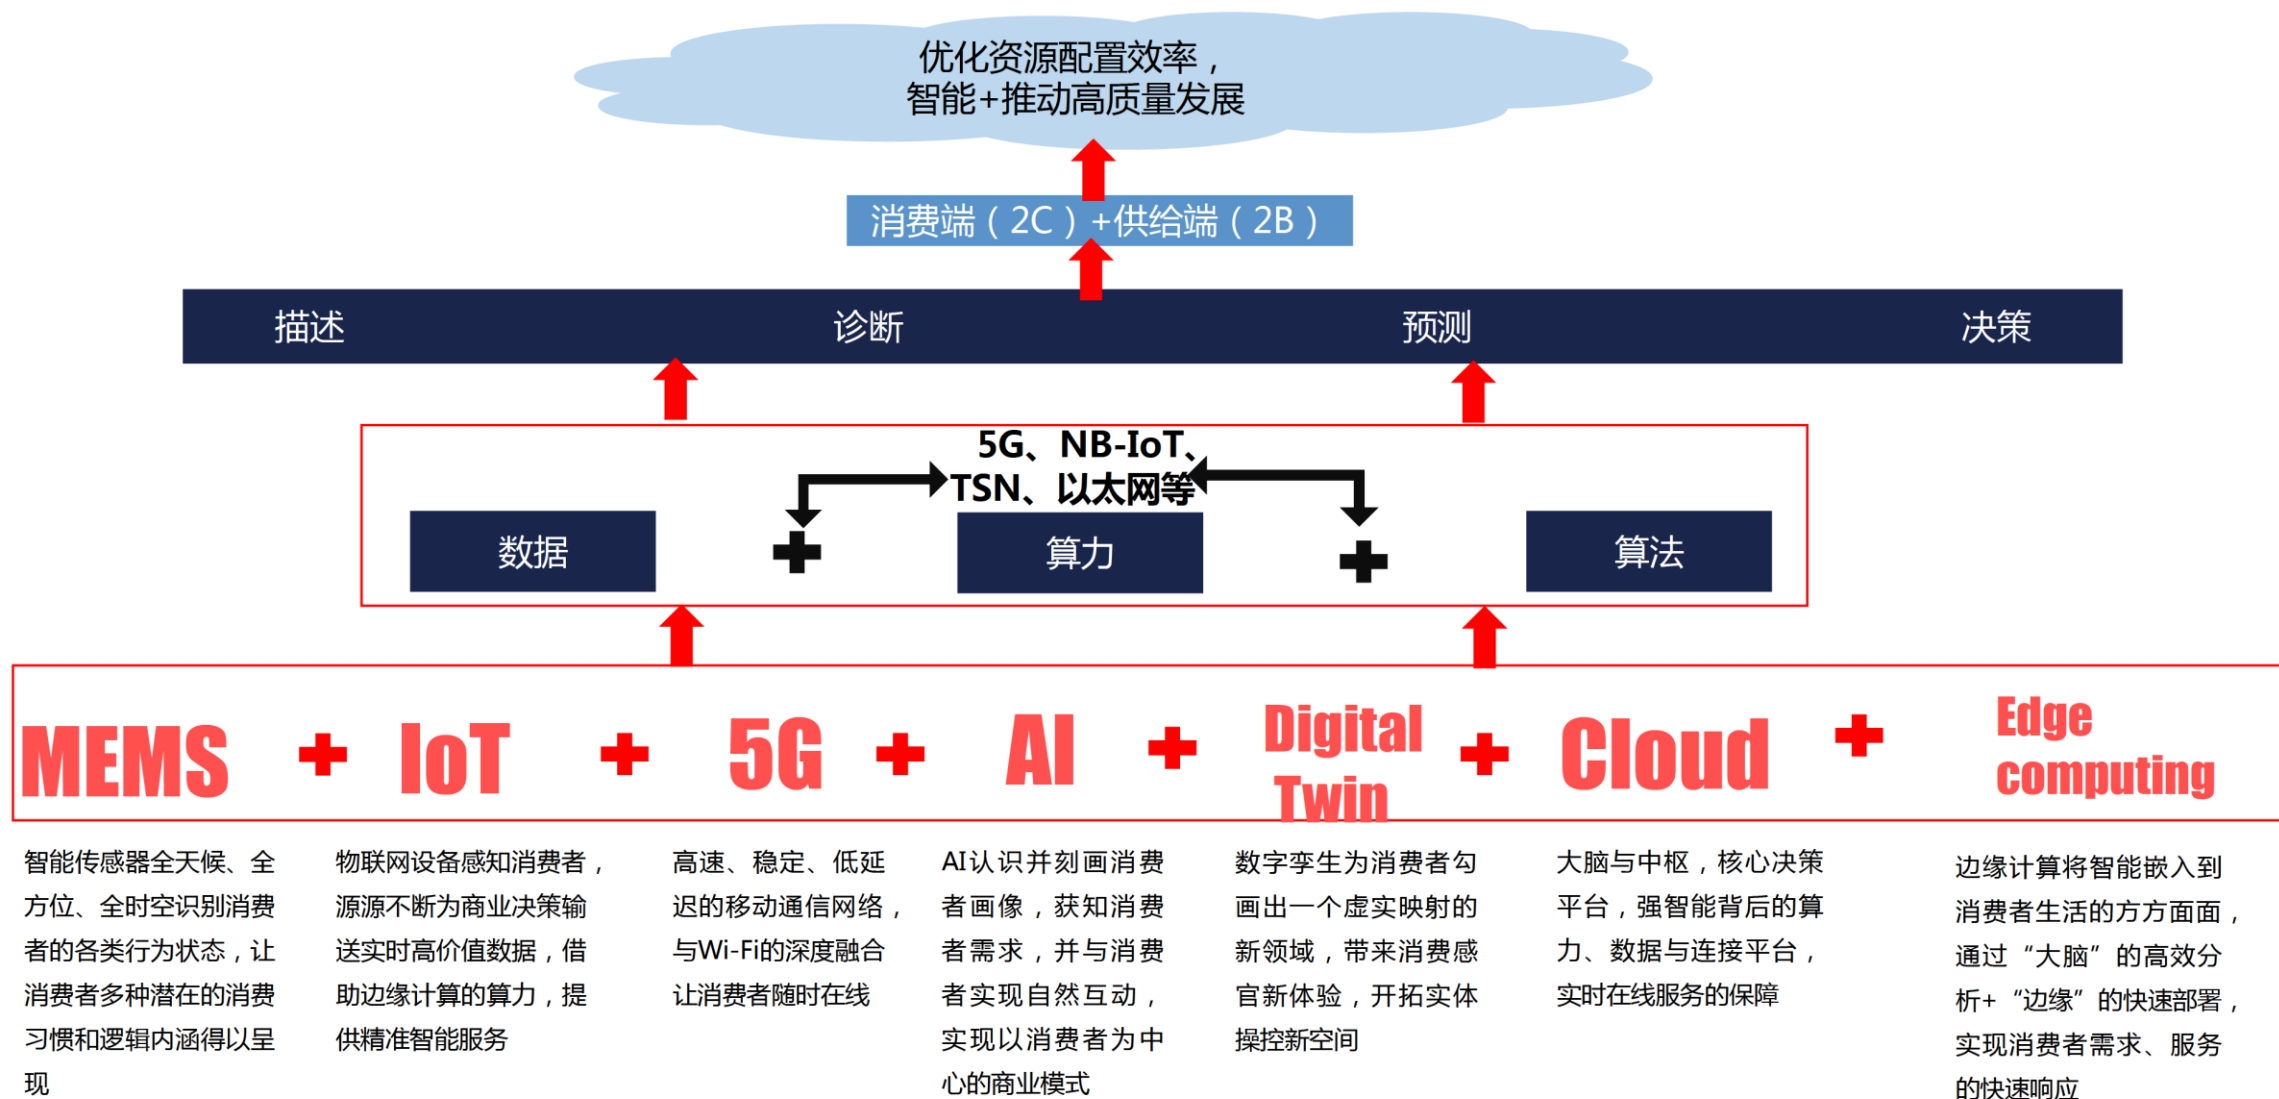 优化资源配置效率，
智能+推动高质量发展
消费端（2C）+供给端（2B）
描述 诊断 预测 决策
5G、NB-IoT、
TSN、以太网等
数据 + 算力 + 算法
MEMS + IoT + 5G + AI + Digital Twin + Cloud + Edge computing
智能传感器全天候、全
方位、全时空识别消费
者的各类行为状态，让
消费者多种潜在的消费
习惯和逻辑内涵得以呈
现
物联网设备感知消费者，
源源不断为商业决策输
送实时高价值数据，借
助边缘计算的算力，提
供精准智能服务
高速、稳定、低延
迟的移动通信网络，
与Wi-Fi的深度融合
让消费者随时在线
AI认识并刻画消费
者画像，获知消费
者需求，并与消费
者实现自然互动，
实现以消费者为中
心的商业模式
数字孪生为消费者勾
画出一个虚实映射的
新领域，带来消费感
官新体验，开拓实体
操控新空间
大脑与中枢，核心决策
平台，强智能背后的算
力、数据与连接平台，
实时在线服务的保障
边缘计算将智能嵌入到
消费者生活的方方面面，
通过“大脑”的高效分
析+“边缘”的快速部署，
实现消费者需求、服务
的快速响应